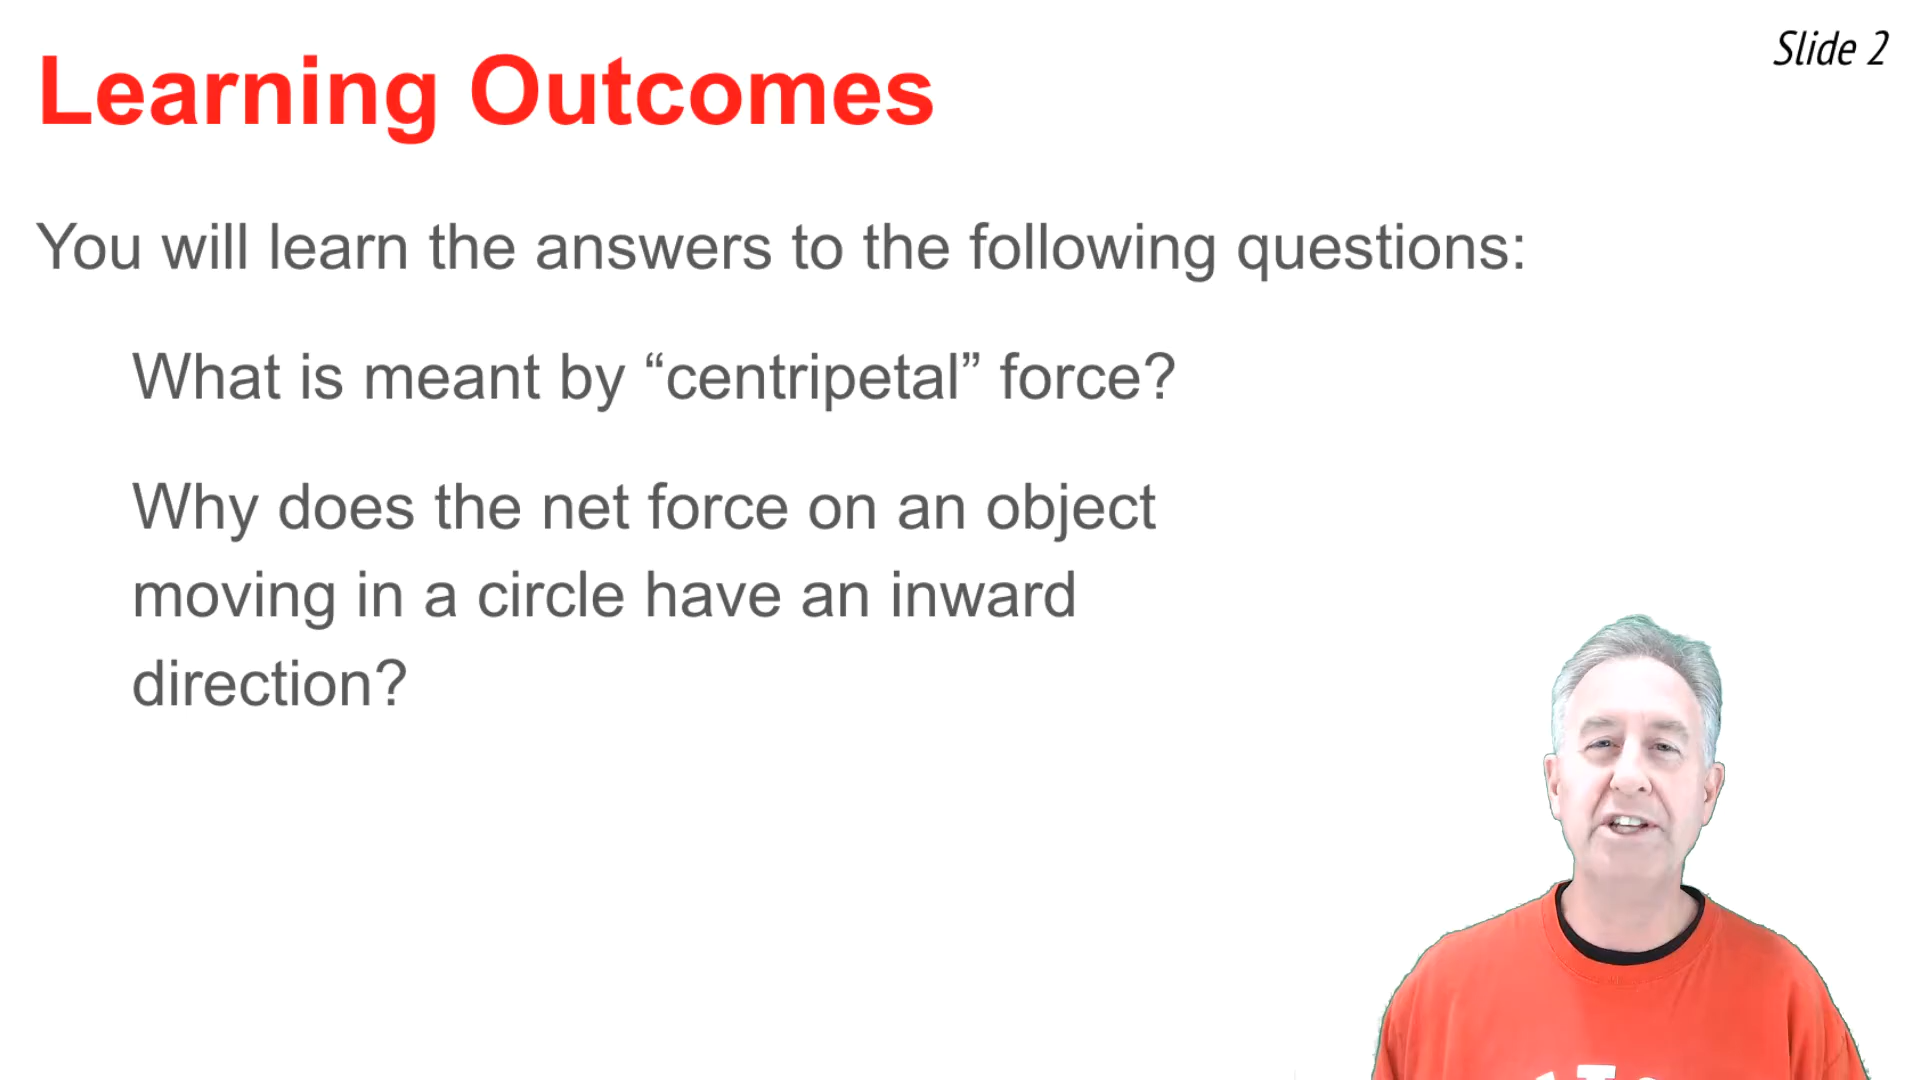 Slide 2
Learning Outcomes
You will learn the answers to the following questions:
What is meant by “centripetal” force?
Why does the net force on an object
moving in a circle have an inward
direction?